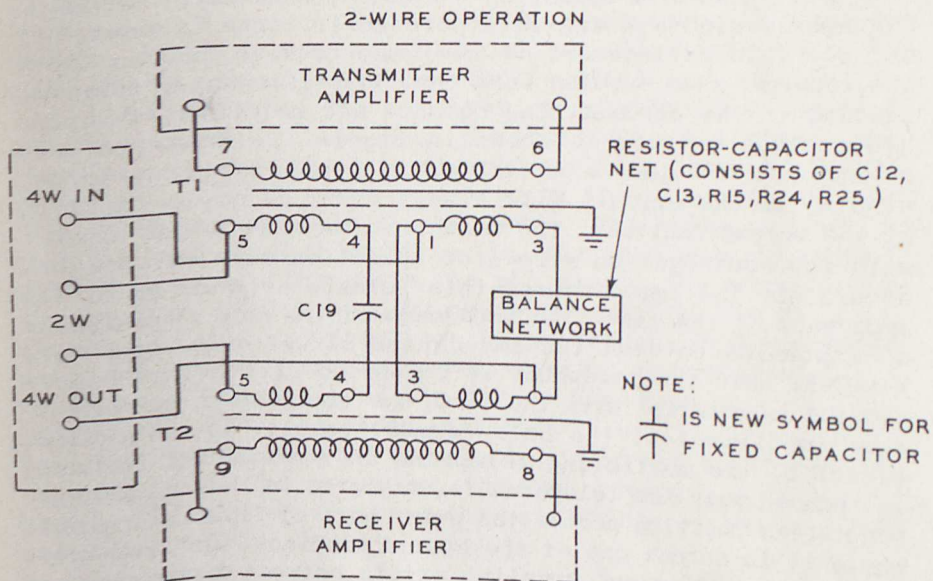 2-WIRE OPERATION
TRANSMITTER
AMPLIFIER
7
6
RESISTOR-CAPACITOR
NET (CONSISTS OF C12,
C13, R15, R24, R25)
T1
4W IN
5
4
1
3
2W
C19
BALANCE
NETWORK
4W OUT
5
4
3
1
NOTE:
IS NEW SYMBOL FOR
FIXED CAPACITOR
T2
9
8
RECEIVER
AMPLIFIER